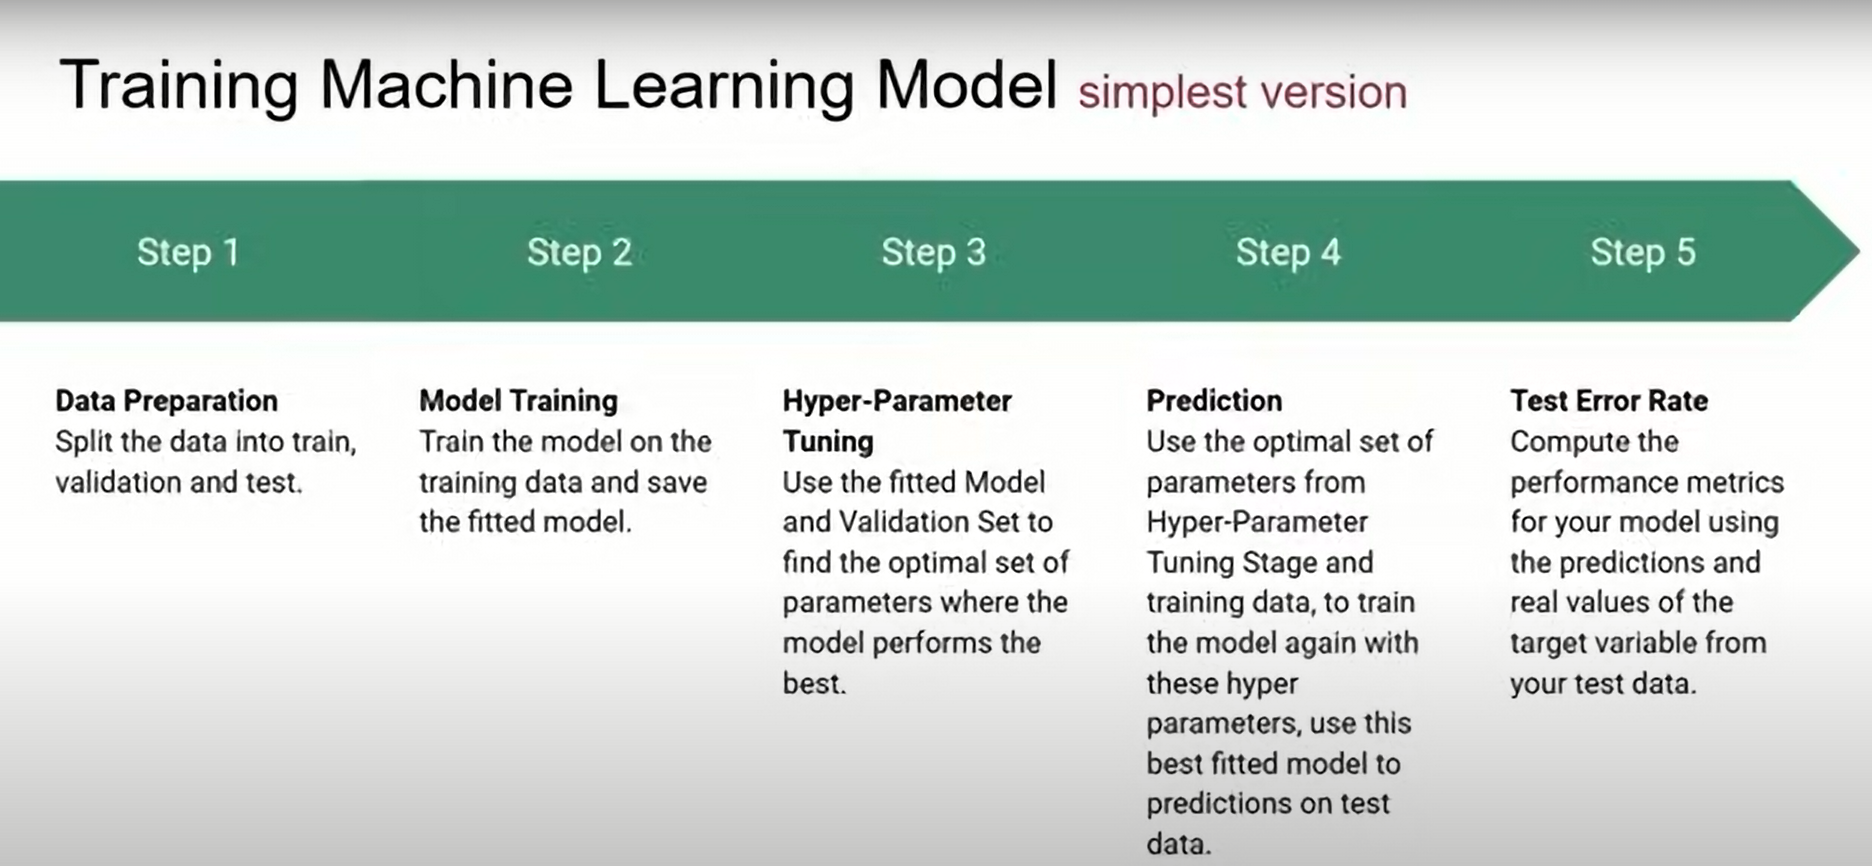 Training Machine Learning Model simplest version
Step 1
Step 2
Step 3
Step 4
Step 5
Data Preparation
Split the data into train,
validation and test.
Model Training
Train the model on the
training data and save
the fitted model.
Hyper-Parameter
Tuning
Use the fitted Model
and Validation Set to
find the optimal set of
parameters where the
model performs the
best.
Prediction
Use the optimal set of
parameters from
Hyper-Parameter
Tuning Stage and
training data, to train
the model again with
these hyper
parameters, use this
best fitted model to
predictions on test
data.
Test Error Rate
Compute the
performance metrics
for your model using
the predictions and
real values of the
target variable from
your test data.